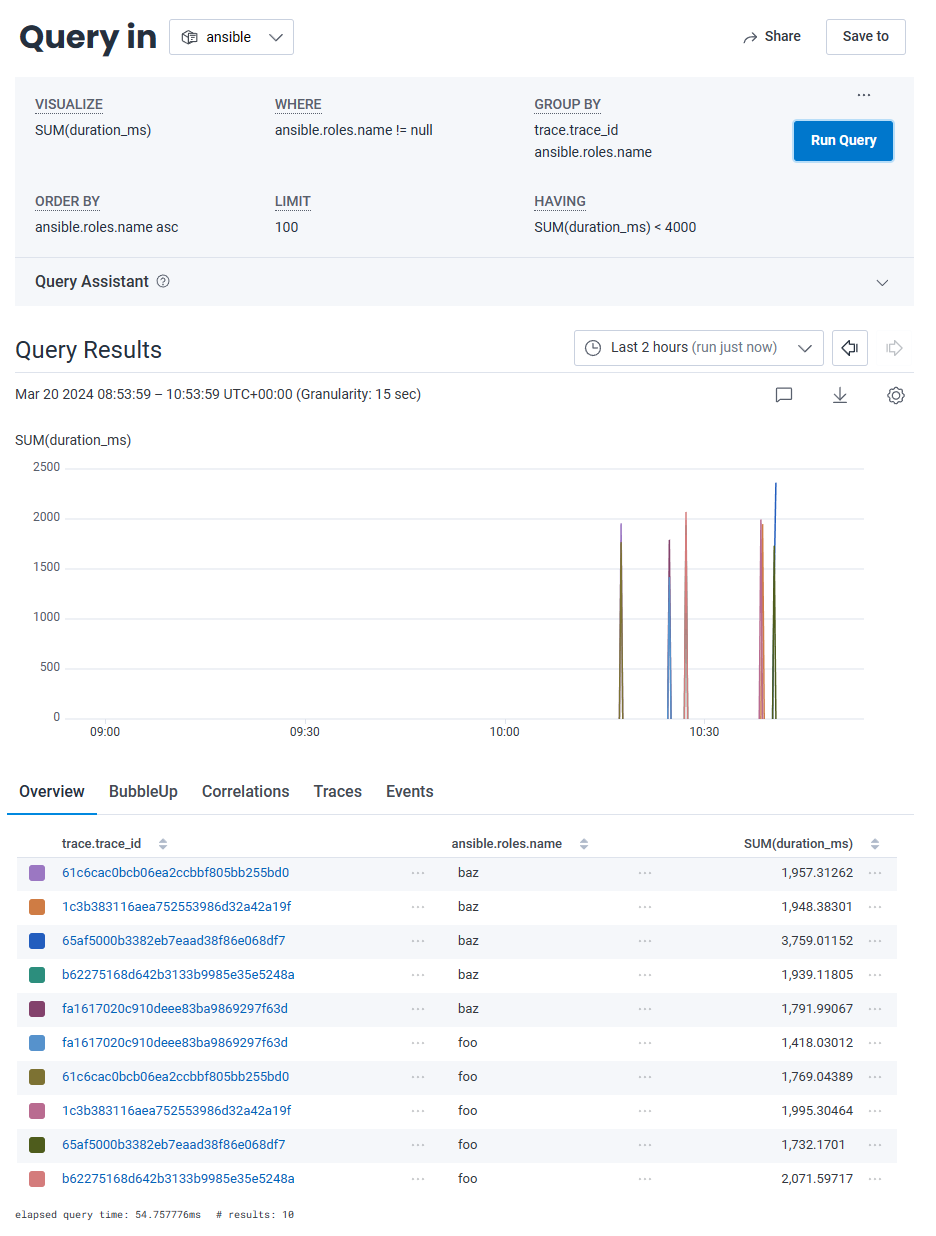 Query in ansible Share Save to
VISUALIZE WHERE GROUP BY ...
SUM(duration_ms) ansible.roles.name != null trace.trace_id
ansible.roles.name
Run Query
ORDER BY LIMIT HAVING
ansible.roles.name asc 100 SUM(duration_ms) < 4000
Query Assistant ?
Query Results Last 2 hours (run just now)
Mar 20 2024 08:53:59 – 10:53:59 UTC+00:00 (Granularity: 15 sec)
SUM(duration_ms)
2500
2000
1500
1000
500
0
09:00 09:30 10:00 10:30
Overview BubbleUp Correlations Traces Events
trace.trace_id ansible.roles.name SUM(duration_ms)
61c6cac0bcb06ea2ccbbf805bb255bd0 ... baz ... 1,957.31262 ...
1c3b383116aea752553986d32a42a19f ... baz ... 1,948.38301 ...
65af5000b3382eb7eaad38f86e068df7 ... baz ... 3,759.01152 ...
b62275168d642b3133b9985e35e5248a ... baz ... 1,939.11805 ...
fa1617020c910deee83ba9869297f63d ... baz ... 1,791.99067 ...
fa1617020c910deee83ba9869297f63d ... foo ... 1,418.03012 ...
61c6cac0bcb06ea2ccbbf805bb255bd0 ... foo ... 1,769.04389 ...
1c3b383116aea752553986d32a42a19f ... foo ... 1,995.30464 ...
65af5000b3382eb7eaad38f86e068df7 ... foo ... 1,732.1701 ...
b62275168d642b3133b9985e35e5248a ... foo ... 2,071.59717 ...
elapsed query time: 54.757776ms # results: 10